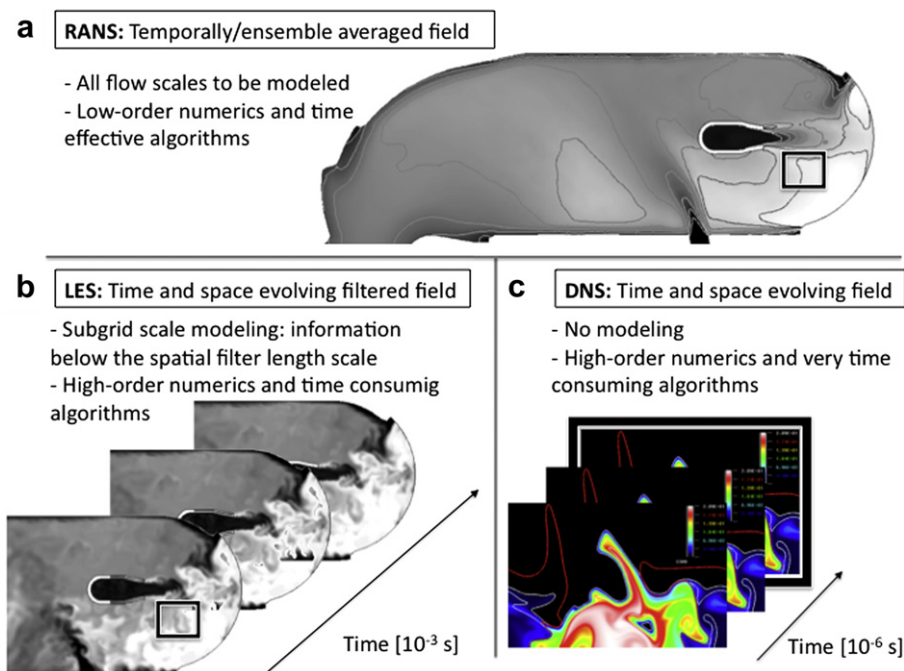 a
RANS: Temporally/ensemble averaged field
- All flow scales to be modeled
- Low-order numerics and time
effective algorithms
b
LES: Time and space evolving filtered field
- Subgrid scale modeling: information
below the spatial filter length scale
- High-order numerics and time consumig
algorithms
Time [10⁻³ s]
c
DNS: Time and space evolving field
- No modeling
- High-order numerics and very time
consuming algorithms
Time [10⁻⁶ s]